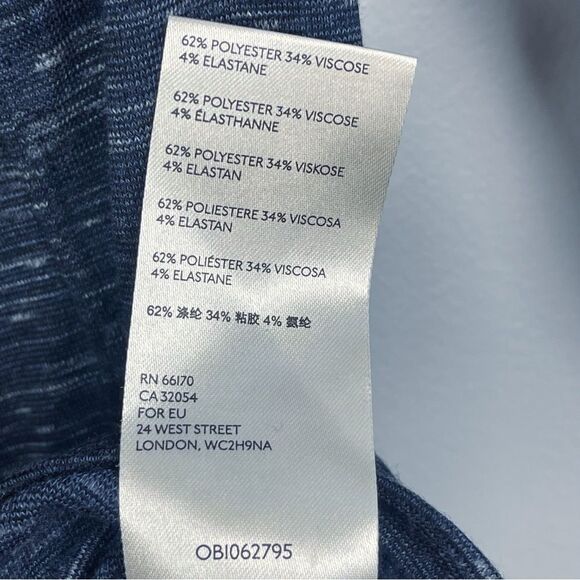 62% POLYESTER 34% VISCOSE
4% ELASTANE
62% POLYESTER 34% VISCOSE
4% ÉLASTHANNE
62% POLYESTER 34% VISKOSE
4% ELASTAN
62% POLIESTERE 34% VISCOSA
4% ELASTAN
62% POLIÉSTER 34% VISCOSA
4% ELASTANE
62% 涤纶 34% 粘胶 4% 氨纶
RN 66170
CA 32054
FOR EU
24 WEST STREET
LONDON, WC2H9NA
OB1062795